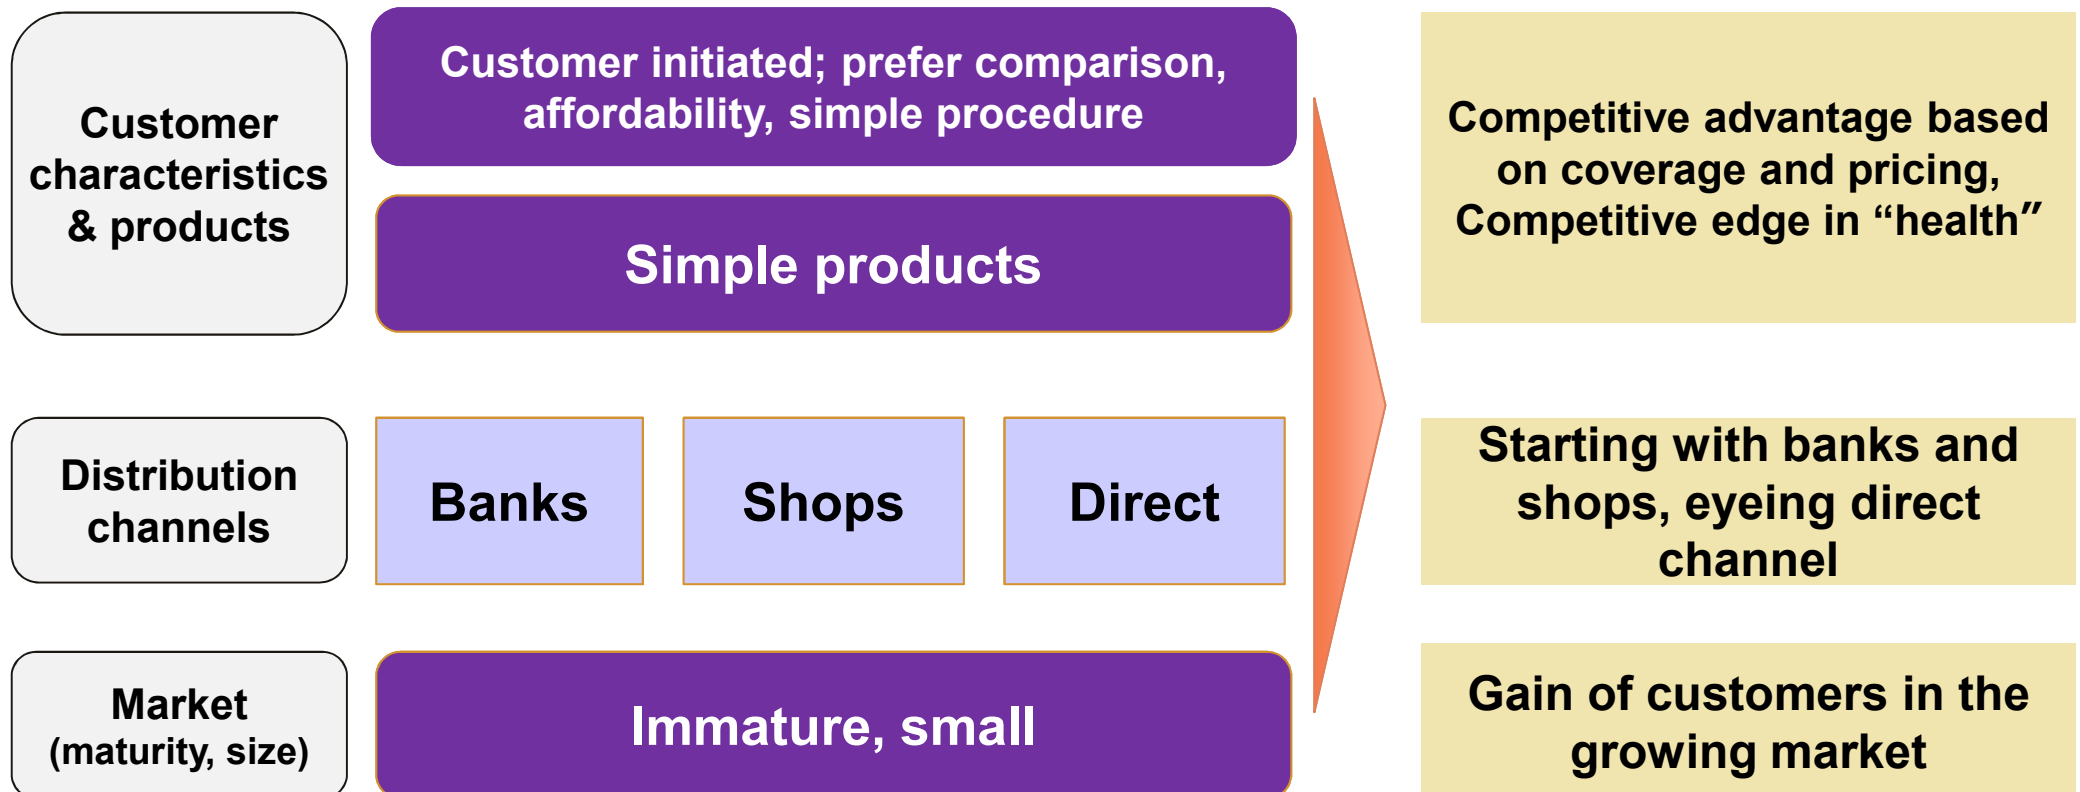 Customer
characteristics
& products
Customer initiated; prefer comparison,
affordability, simple procedure
Simple products
Competitive advantage based
on coverage and pricing,
Competitive edge in “health”
Distribution
channels
Banks
Shops
Direct
Starting with banks and
shops, eyeing direct
channel
Market
(maturity, size)
Immature, small
Gain of customers in the
growing market